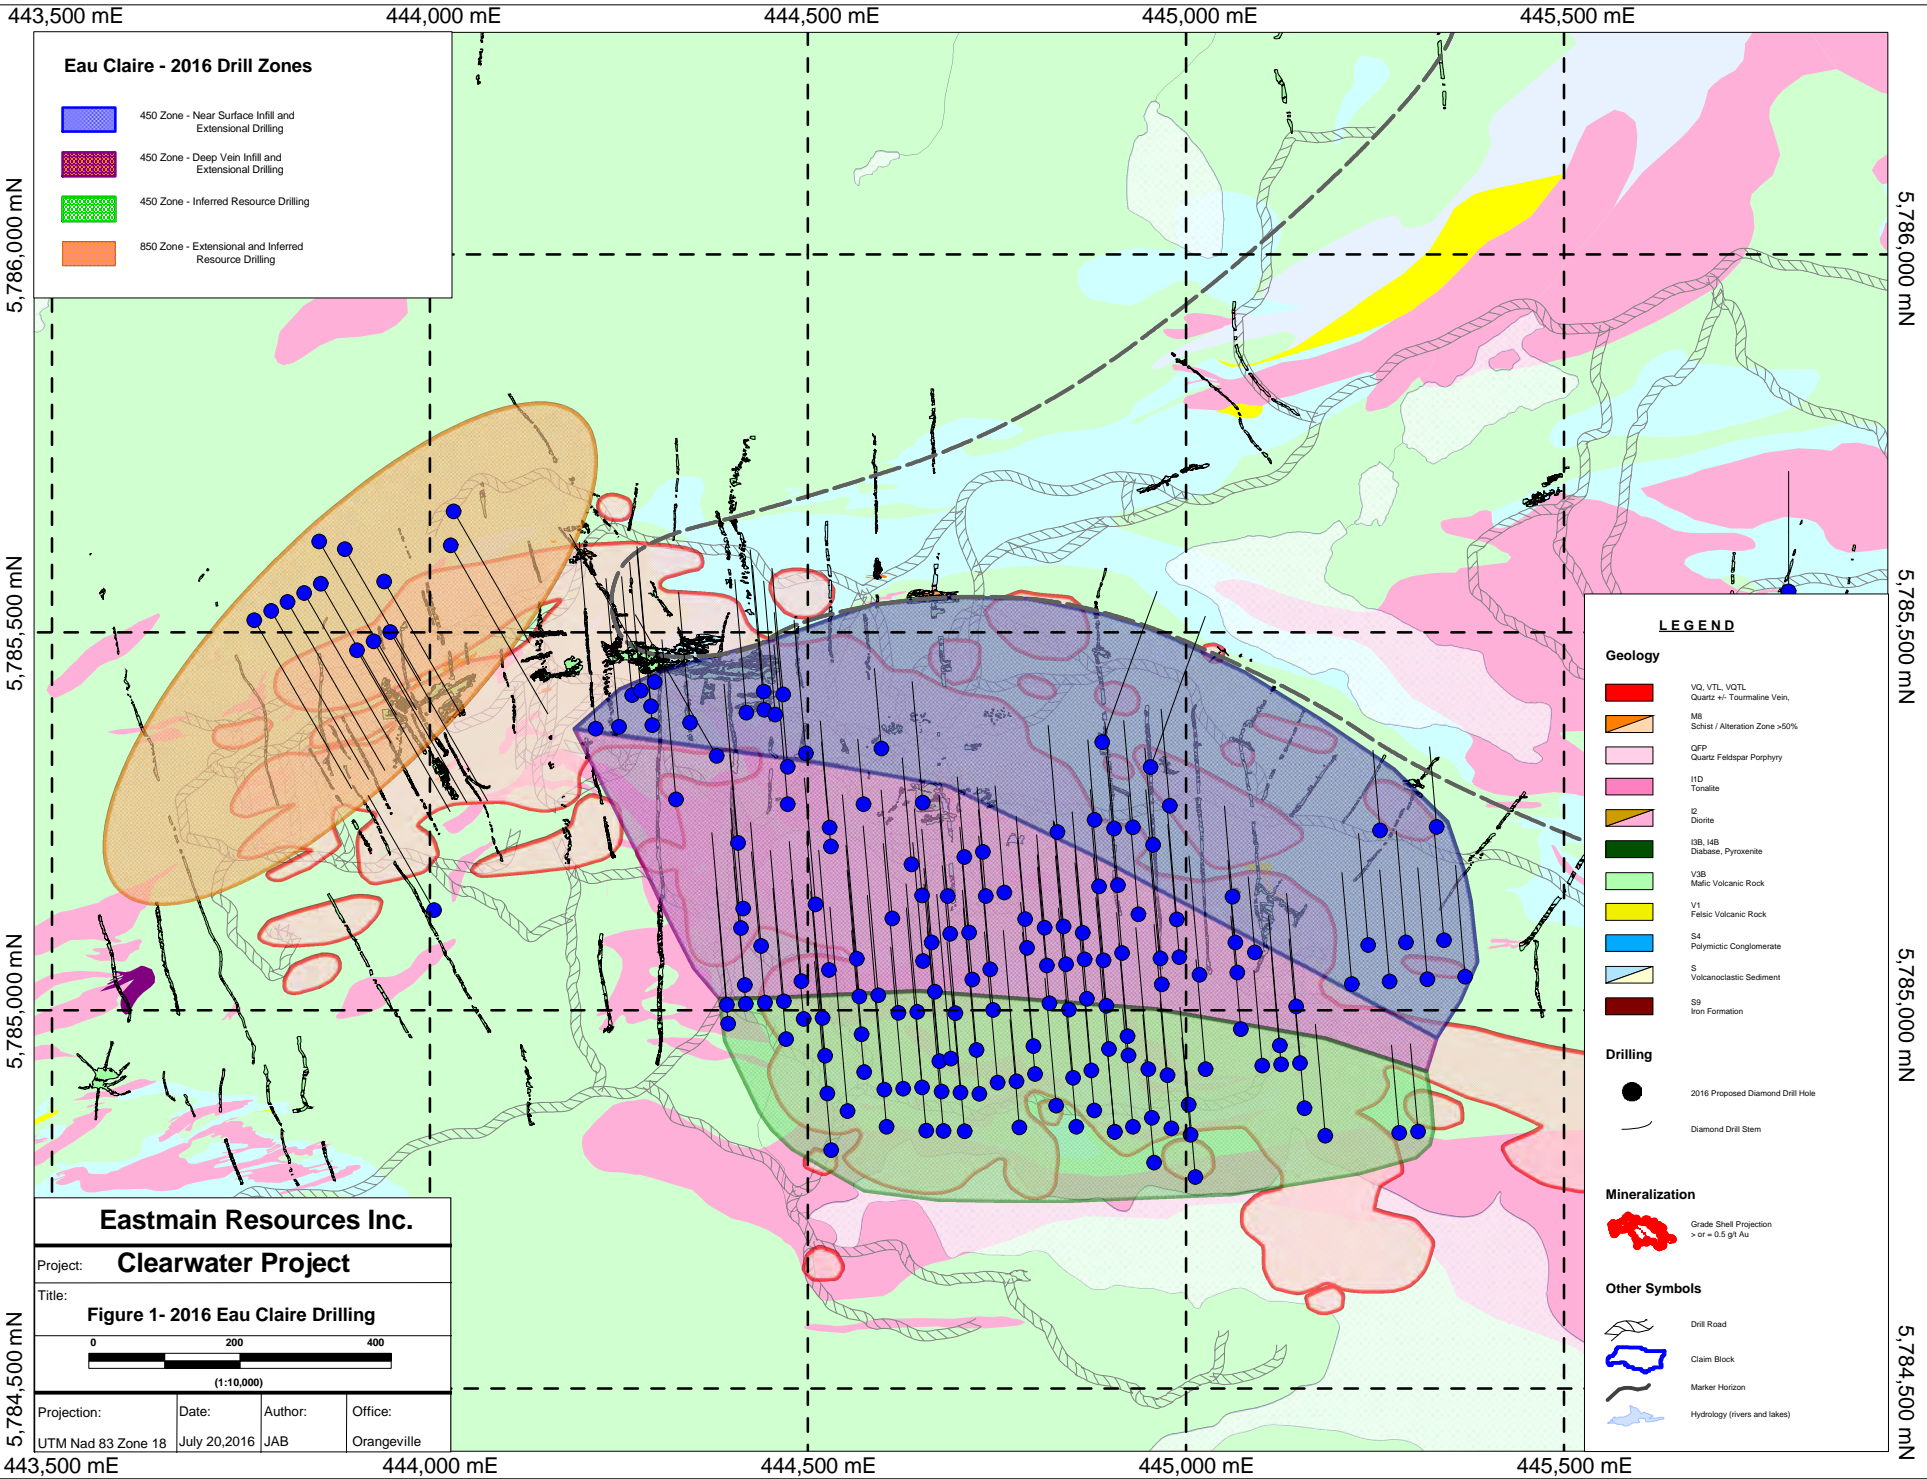 443,500 mE
444,000 mE
444,500 mE
445,000 mE
445,500 mE
Eau Claire - 2016 Drill Zones
450 Zone - Near Surface Infill and
Extensional Drilling
450 Zone - Deep Vein Infill and
Extensional Drilling
450 Zone - Inferred Resource Drilling
850 Zone - Extensional and Inferred
Resource Drilling
5,786,000 mN
5,786,000 mN
5,785,500 mN
5,785,500 mN
5,785,000 mN
5,785,000 mN
5,784,500 mN
5,784,500 mN
LEGEND
Geology
VQ, VTL, VQTL
Quartz +/- Tourmaline Vein,
M8
Schist / Alteration Zone >50%
QFP
Quartz Feldspar Porphyry
I1D
Tonalite
I2
Diorite
I3B, I4B
Diabase, Pyroxenite
V3B
Mafic Volcanic Rock
V1
Felsic Volcanic Rock
S4
Polymictic Conglomerate
S
Volcanoclastic Sediment
S9
Iron Formation
Drilling
2016 Proposed Diamond Drill Hole
Diamond Drill Stem
Mineralization
Grade Shell Projection
> or = 0.5 g/t Au
Other Symbols
Drill Road
Claim Block
Marker Horizon
Hydrology (rivers and lakes)
Eastmain Resources Inc.
Project: Clearwater Project
Title:
Figure 1- 2016 Eau Claire Drilling
0 200 400
(1:10,000)
Projection: Date: Author: Office:
UTM Nad 83 Zone 18 July 20,2016 JAB Orangeville
443,500 mE
444,000 mE
444,500 mE
445,000 mE
445,500 mE